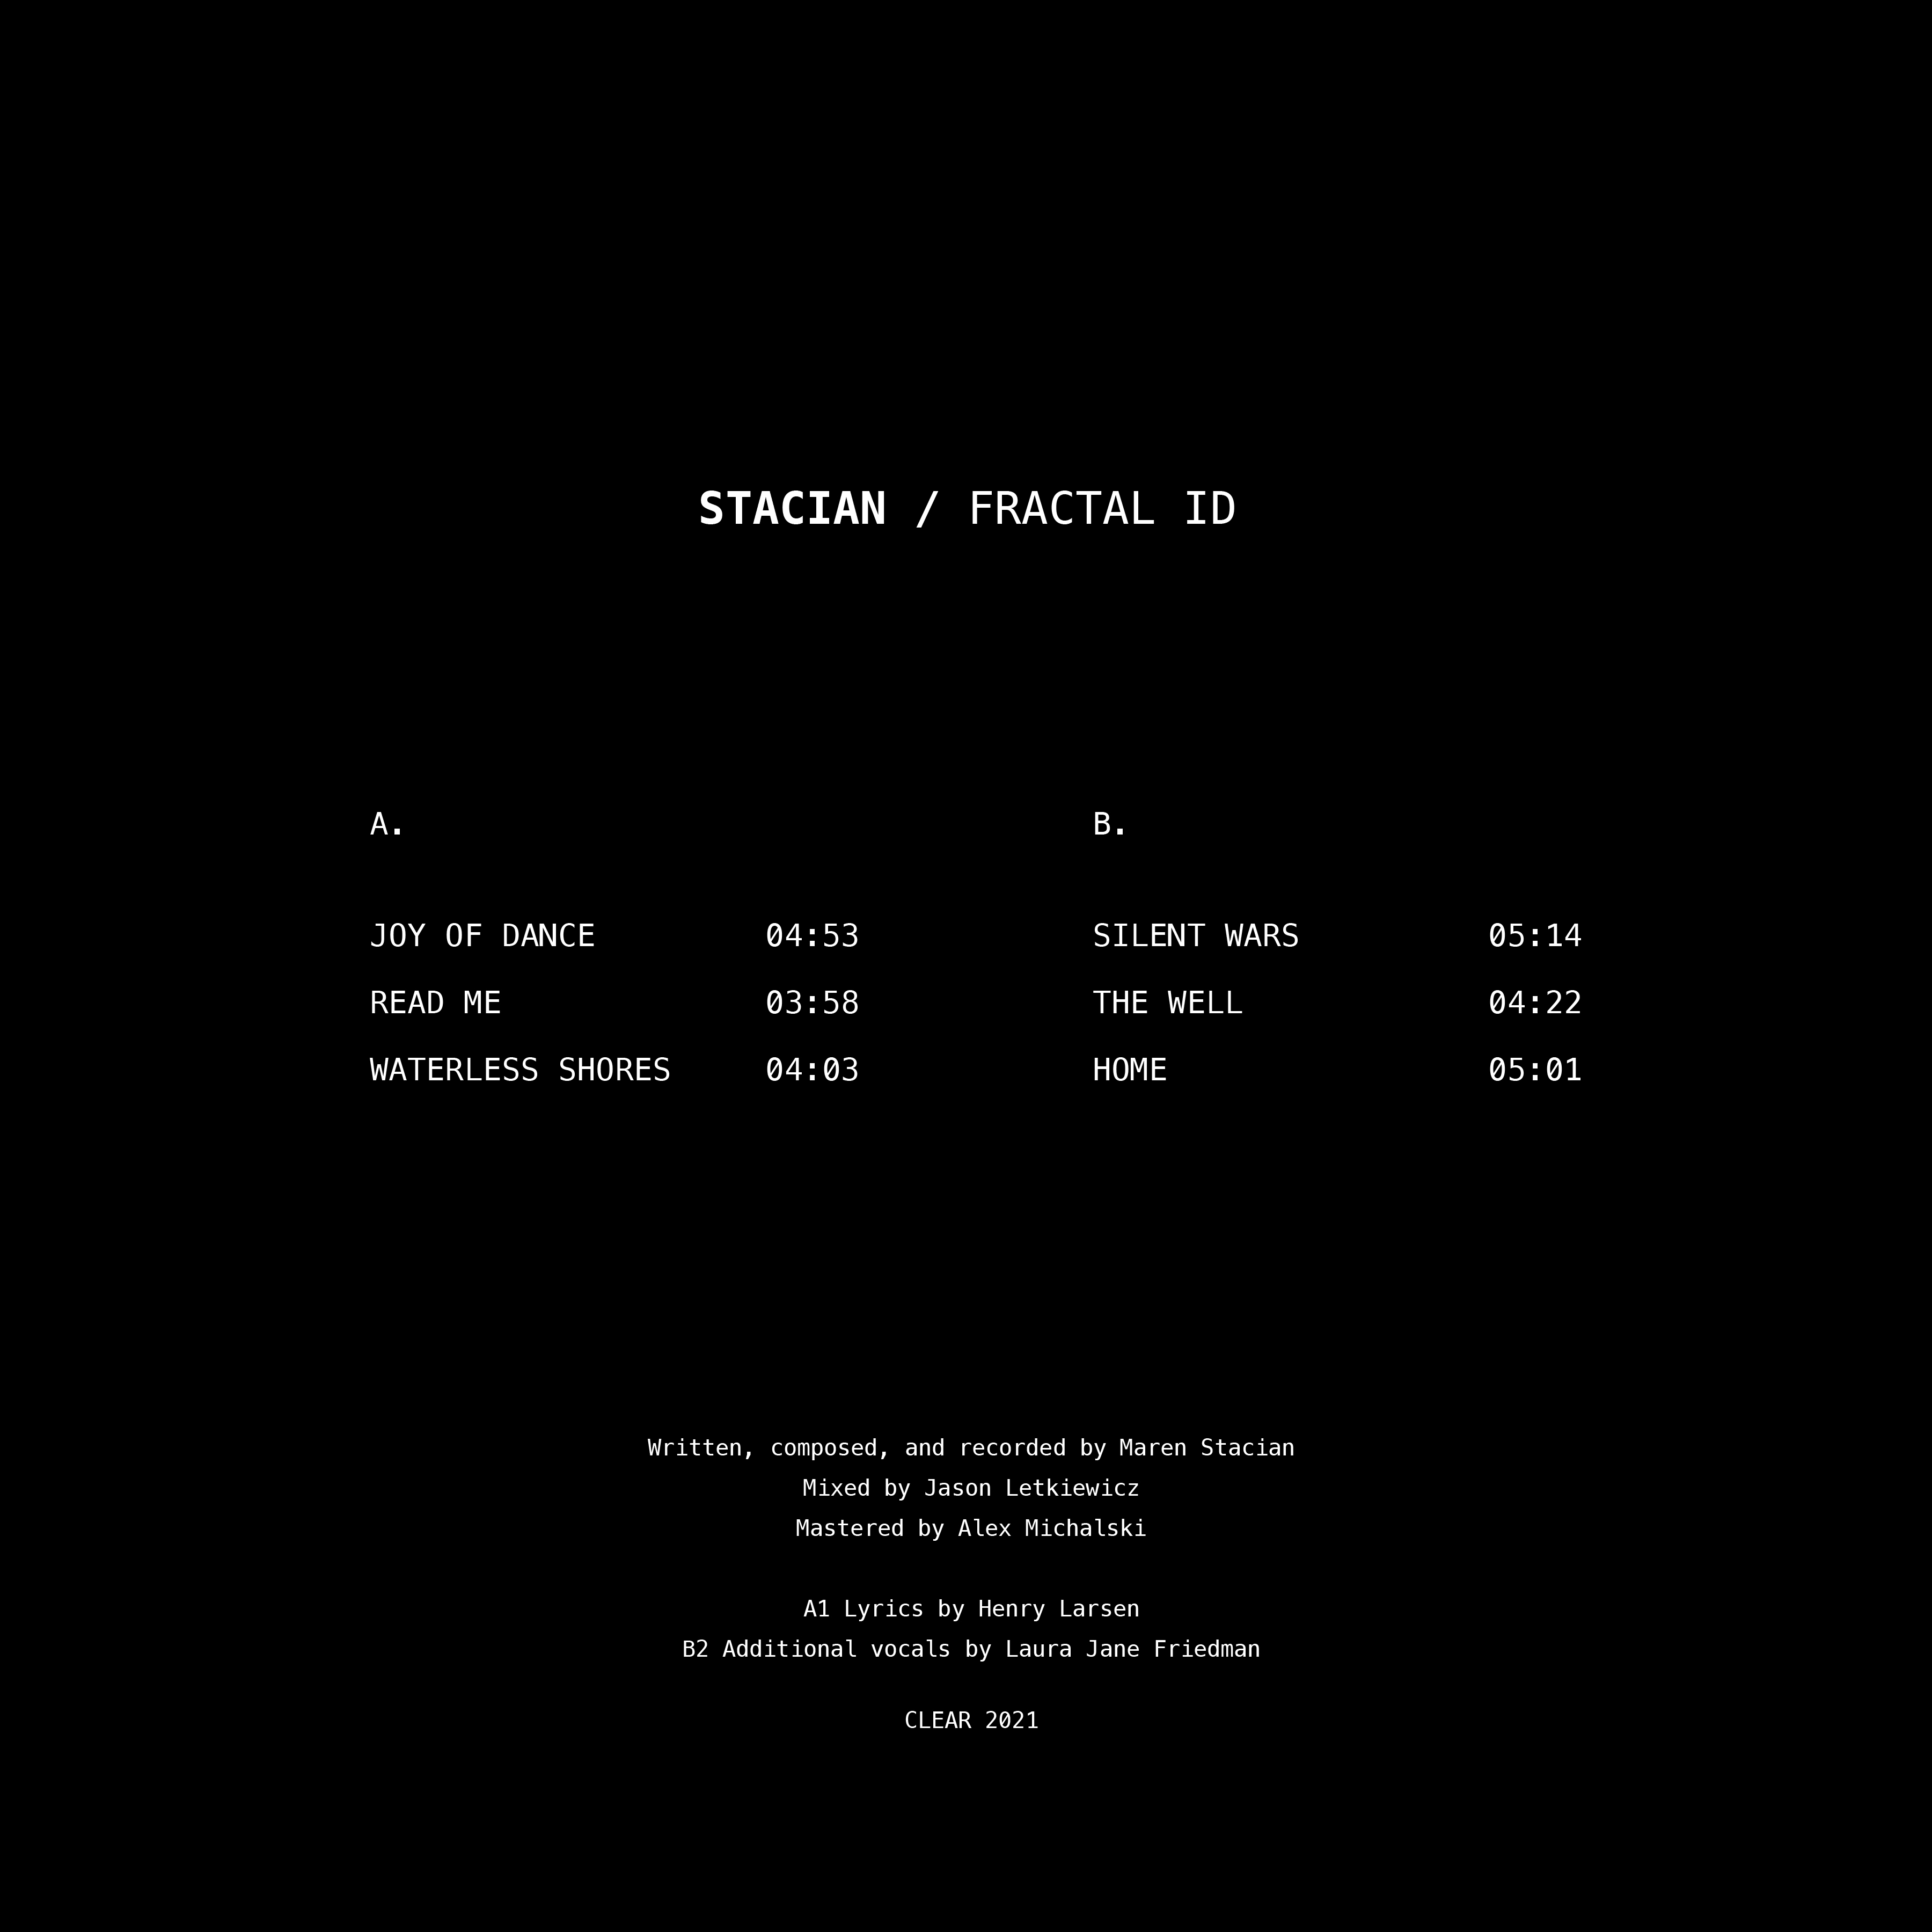 STACIAN / FRACTAL ID
A.
JOY OF DANCE 04:53
READ ME 03:58
WATERLESS SHORES 04:03
B.
SILENT WARS 05:14
THE WELL 04:22
HOME 05:01
Written, composed, and recorded by Maren Stacian
Mixed by Jason Letkiewicz
Mastered by Alex Michalski
A1 Lyrics by Henry Larsen
B2 Additional vocals by Laura Jane Friedman
CLEAR 2021